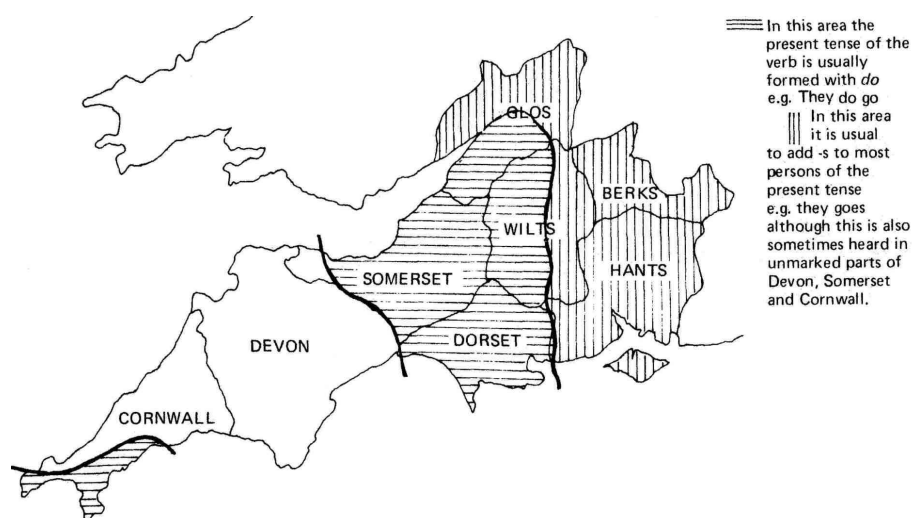 In this area the
present tense of the
verb is usually
formed with do
e.g. They do go
In this area
it is usual
to add -s to most
persons of the
present tense
e.g. they goes
although this is also
sometimes heard in
unmarked parts of
Devon, Somerset
and Cornwall.
GLOS
BERKS
WILTS
HANTS
SOMERSET
DORSET
DEVON
CORNWALL